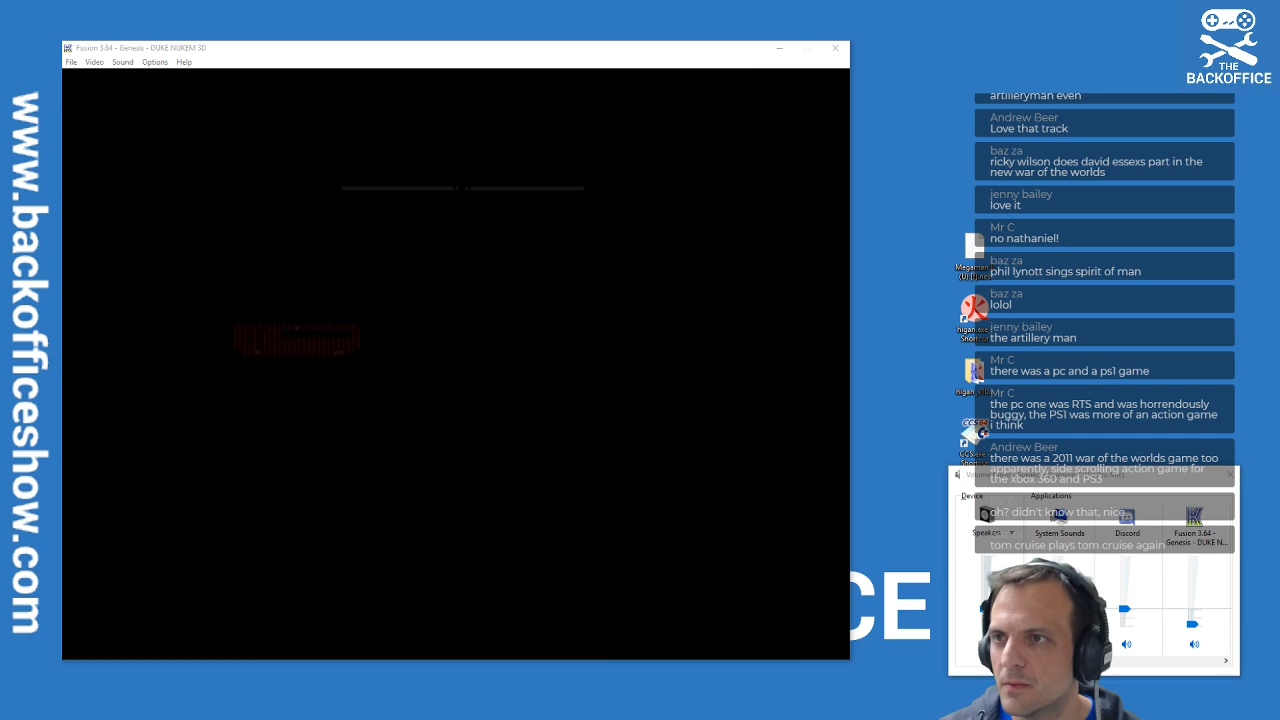 Fusion 3.64 - Genesis - DUKE NUKEM 3D
File Video Sound Options Help
THE
BACKOFFICE
www.backofficeshow.com
artilleryman even
Andrew Beer
Love that track
baz za
ricky wilson does david essexs part in the
new war of the worlds
jenny bailey
love it
Mr C
no nathaniel!
baz za
phil lynott sings spirit of man
baz za
lolol
jenny bailey
the artillery man
Mr C
there was a pc and a ps1 game
Mr C
the pc one was RTS and was horrendously
buggy, the PS1 was more of an action game
i think
Andrew Beer
there was a 2011 war of the worlds game too
apparently, side scrolling action game for
the xbox 360 and PS3
oh? didn't know that, nice
tom cruise plays tom cruise again
higan.exe
Shortcut
Device
Applications
Speakers
System Sounds
Discord
Fusion 3.64 -
Genesis - DUKE N...
CE